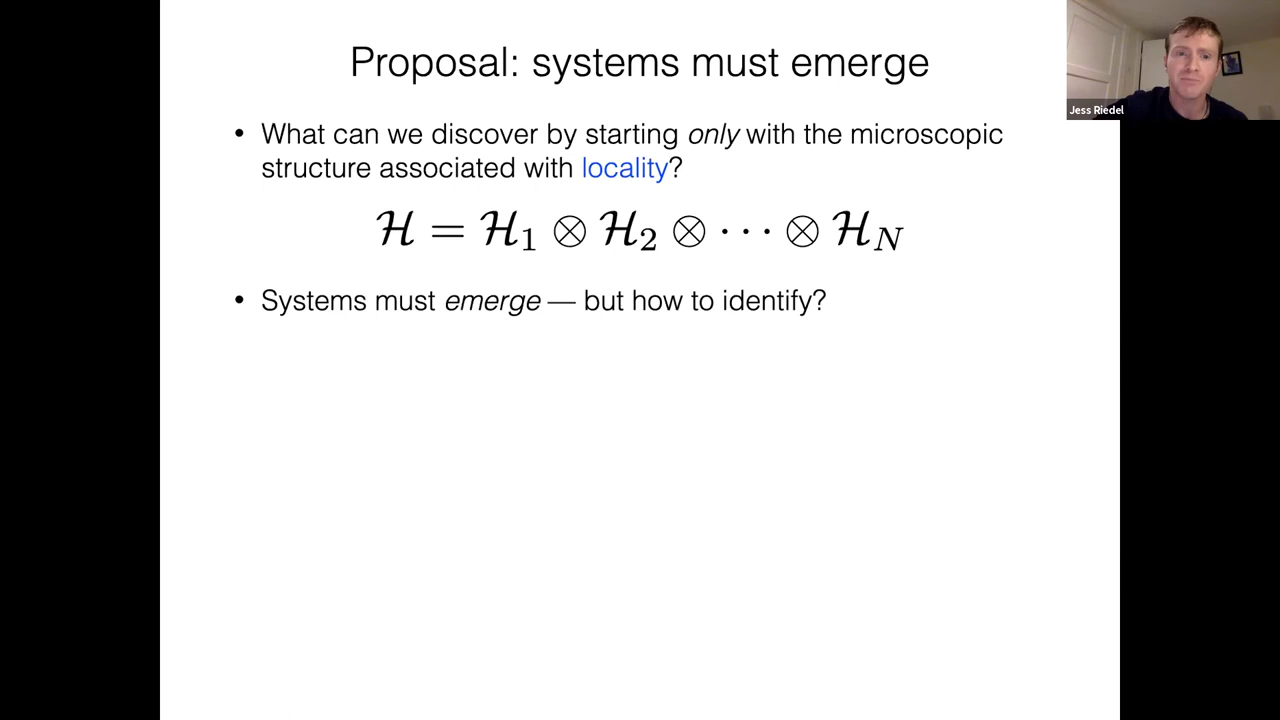 Proposal: systems must emerge
Jess Riedel
• What can we discover by starting only with the microscopic
structure associated with locality?
ℋ = ℋ₁ ⊗ ℋ₂ ⊗ ⋯ ⊗ ℋ_N
• Systems must emerge — but how to identify?